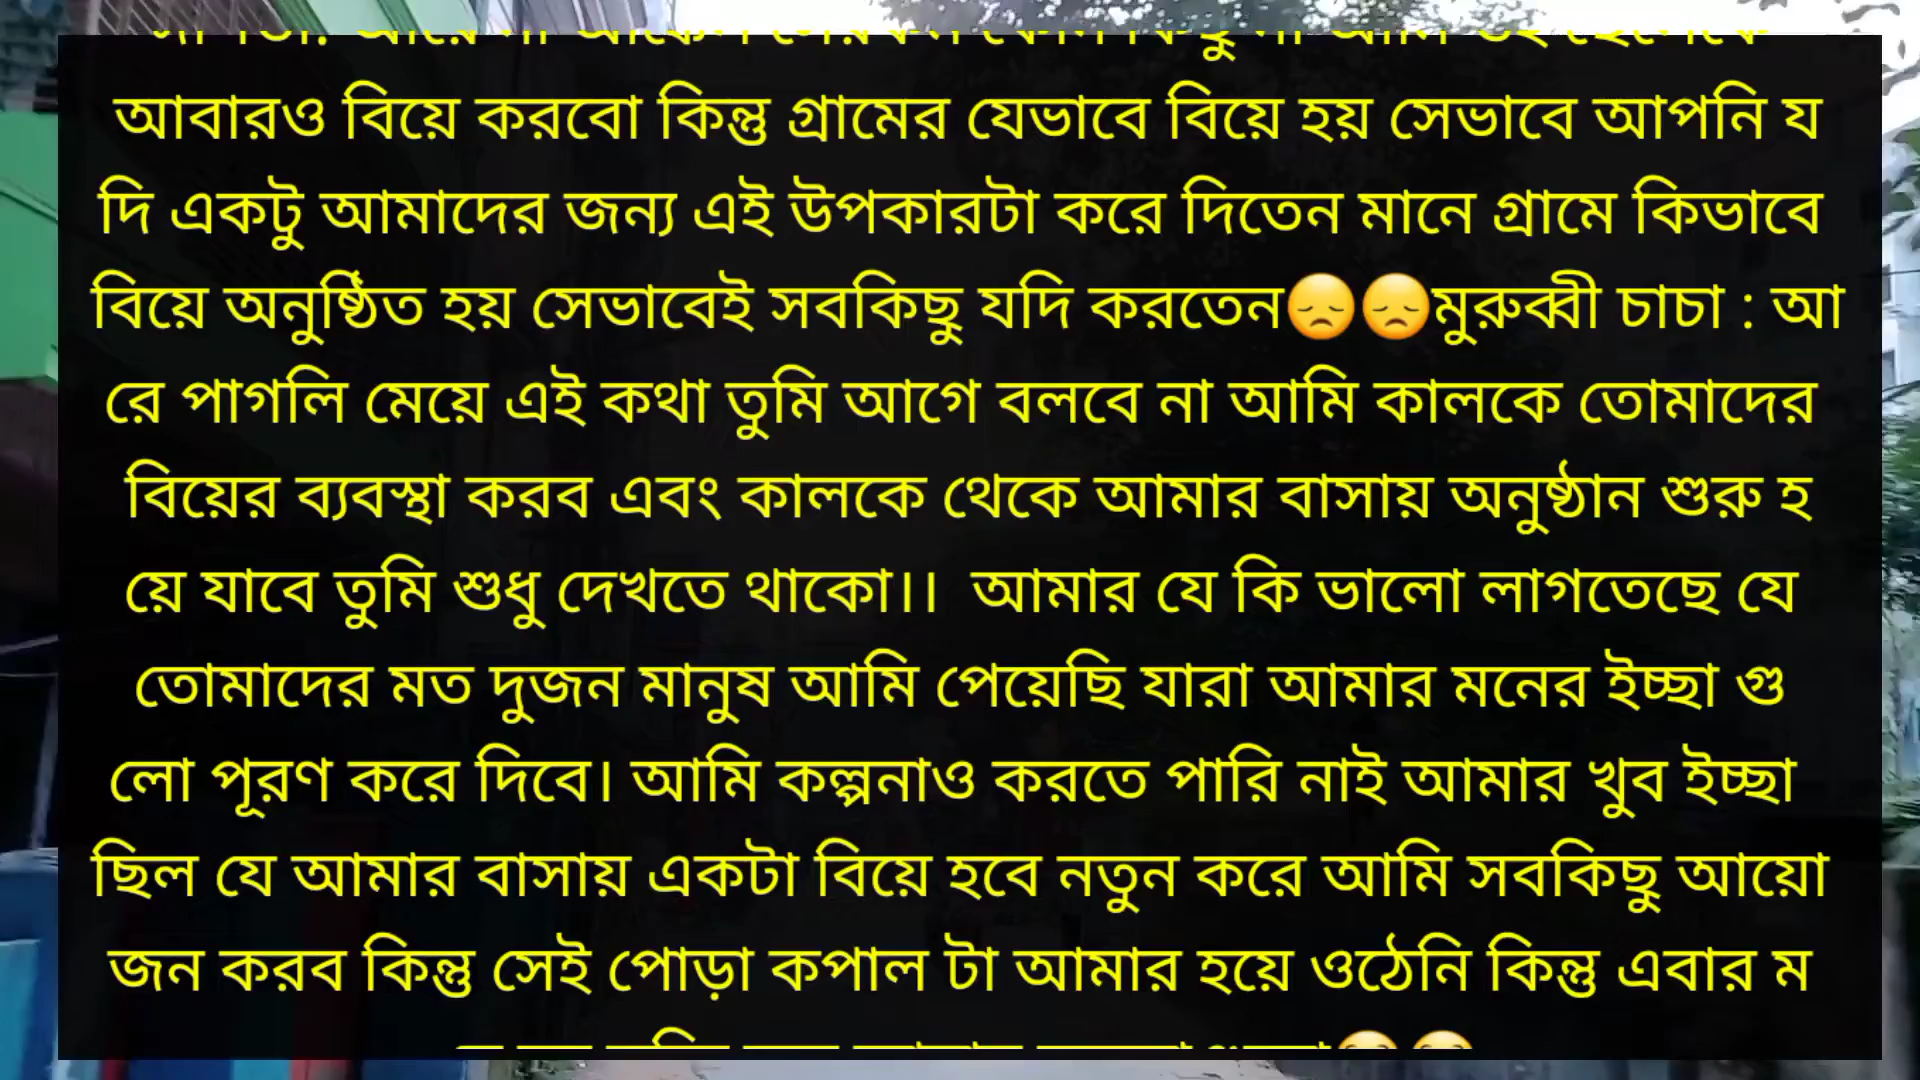 আবারও বিয়ে করবো কিন্তু গ্রামের যেভাবে বিয়ে হয় সেভাবে আপনি য
দি একটু আমাদের জন্য এই উপকারটা করে দিতেন মানে গ্রামে কিভাবে
বিয়ে অনুষ্ঠিত হয় সেভাবেই সবকিছু যদি করতেন😞😞মুরুব্বী চাচা : আ
রে পাগলি মেয়ে এই কথা তুমি আগে বলবে না আমি কালকে তোমাদের
বিয়ের ব্যবস্থা করব এবং কালকে থেকে আমার বাসায় অনুষ্ঠান শুরু হ
য়ে যাবে তুমি শুধু দেখতে থাকো।। আমার যে কি ভালো লাগতেছে যে
তোমাদের মত দুজন মানুষ আমি পেয়েছি যারা আমার মনের ইচ্ছা গু
লো পূরণ করে দিবে। আমি কল্পনাও করতে পারি নাই আমার খুব ইচ্ছা
ছিল যে আমার বাসায় একটা বিয়ে হবে নতুন করে আমি সবকিছু আয়ো
জন করব কিন্তু সেই পোড়া কপাল টা আমার হয়ে ওঠেনি কিন্তু এবার ম